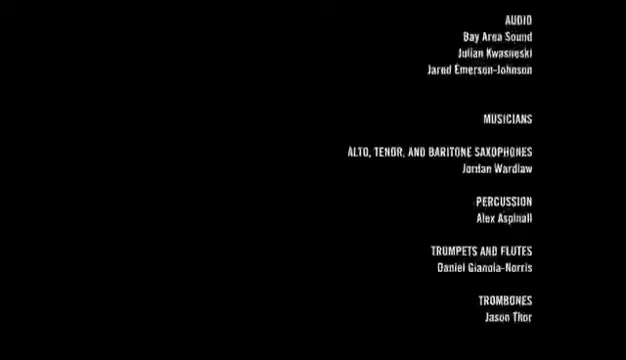 AUDIO
Bay Area Sound
Julian Kwasneski
Jared Emerson-Johnson
MUSICIANS
ALTO, TENOR, AND BARITONE SAXOPHONES
Jordan Wardlaw
PERCUSSION
Alex Aspinall
TRUMPETS AND FLUTES
Daniel Gianola-Norris
TROMBONES
Jason Thor